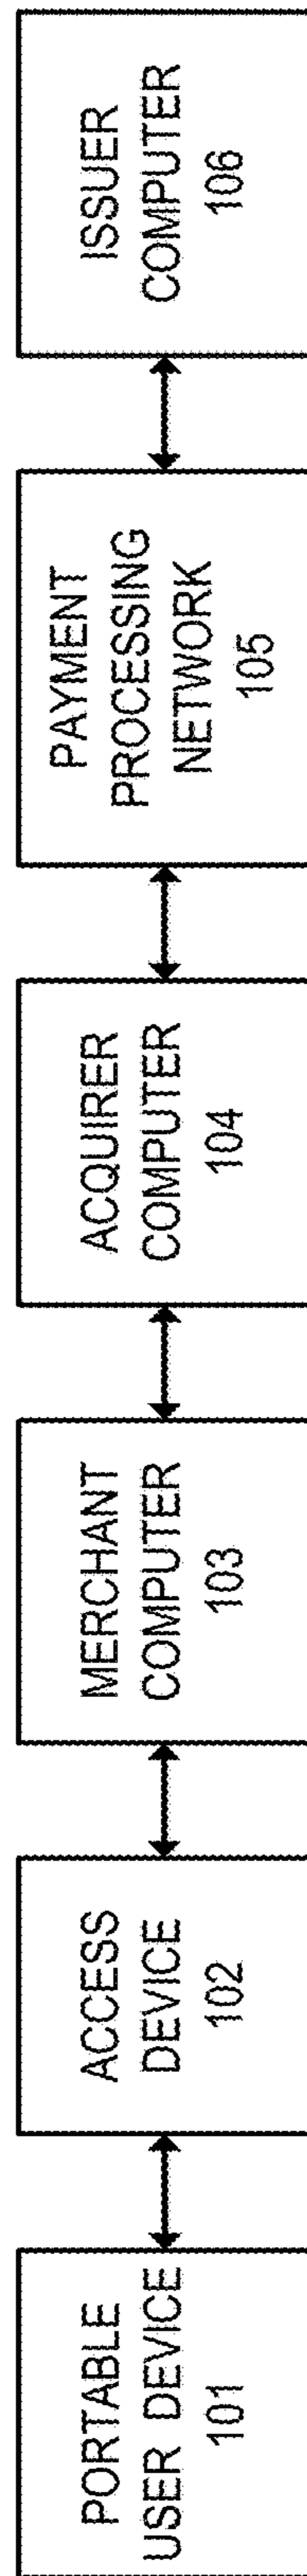 PORTABLE
USER DEVICE
101
ACCESS
DEVICE
102
MERCHANT
COMPUTER
103
ACQUIRER
COMPUTER
104
PAYMENT
PROCESSING
NETWORK
105
ISSUER
COMPUTER
106